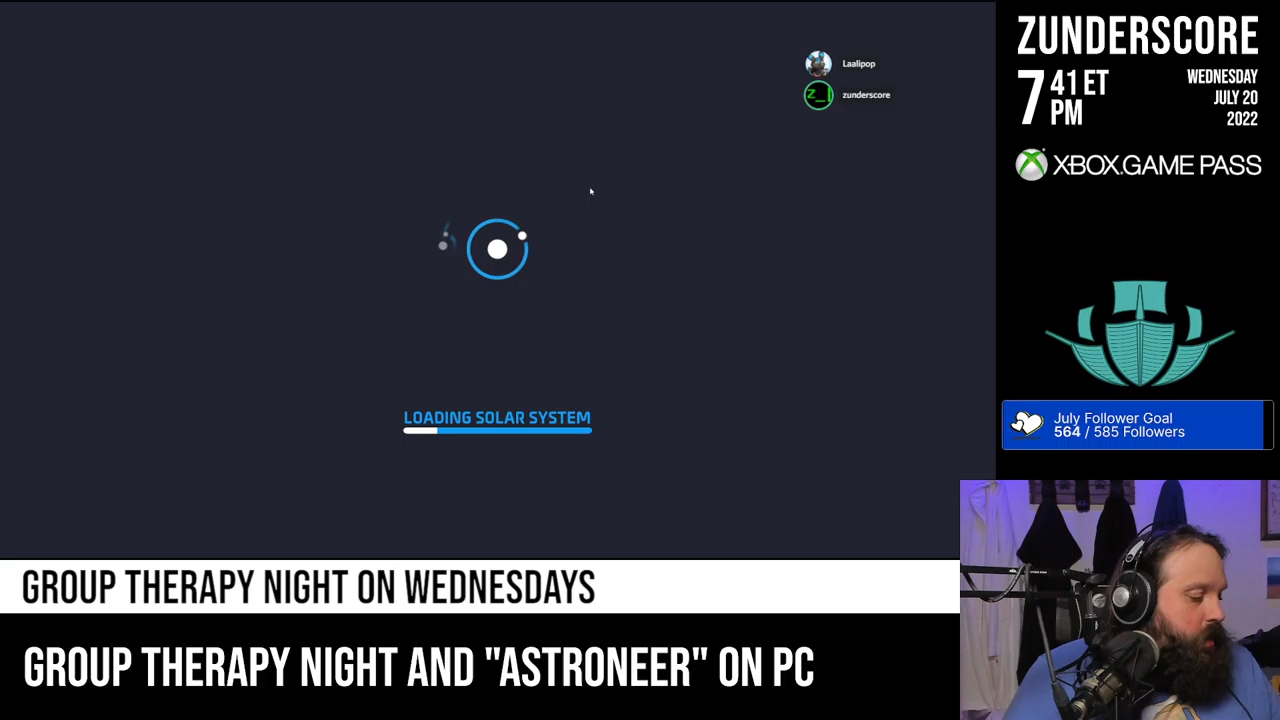 Laalipop
z_
zunderscore
LOADING SOLAR SYSTEM
ZUNDERSCORE
7 41 ET
PM
WEDNESDAY
JULY 20
2022
XBOX GAME PASS
July Follower Goal
564 / 585 Followers
GROUP THERAPY NIGHT ON WEDNESDAYS
GROUP THERAPY NIGHT AND "ASTRONEER" ON PC